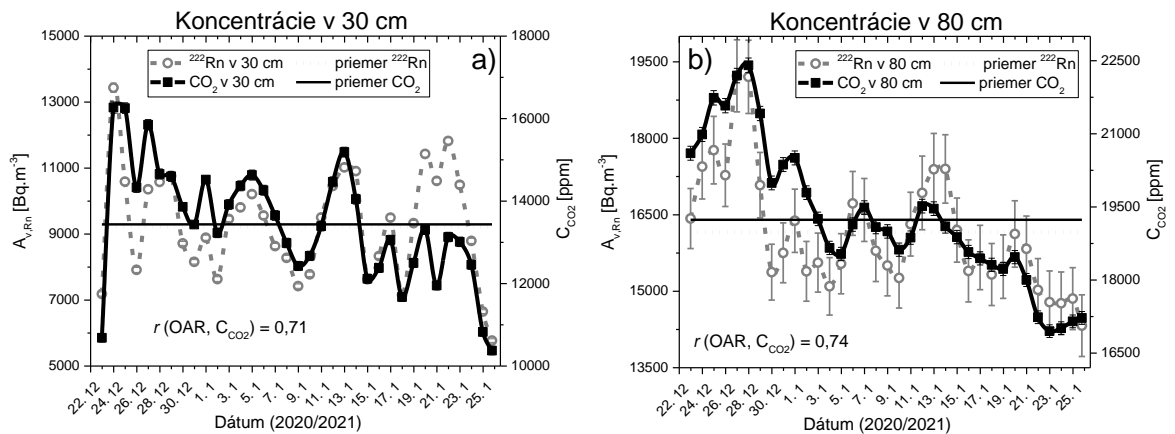 Koncentrácie v 30 cm
a)
²²²Rn v 30 cm
CO₂ v 30 cm
priemer ²²²Rn
priemer CO₂
15000
13000
11000
9000
7000
5000
A_v,Rn [Bq.m⁻³]
18000
16000
14000
12000
10000
C_CO2 [ppm]
r (OAR, C_CO2) = 0,71
22. 12
24. 12
26. 12
28. 12
30. 12
1. 1
3. 1
5. 1
7. 1
9. 1
11. 1
13. 1
15. 1
17. 1
19. 1
21. 1
23. 1
25. 1
Dátum (2020/2021)
Koncentrácie v 80 cm
b)
²²²Rn v 80 cm
CO₂ v 80 cm
priemer ²²²Rn
priemer CO₂
19500
18000
16500
15000
13500
A_v,Rn [Bq.m⁻³]
22500
21000
19500
18000
16500
C_CO2 [ppm]
r (OAR, C_CO2) = 0,74
22. 12
24. 12
26. 12
28. 12
30. 12
1. 1
3. 1
5. 1
7. 1
9. 1
11. 1
13. 1
15. 1
17. 1
19. 1
21. 1
23. 1
25. 1
Dátum (2020/2021)